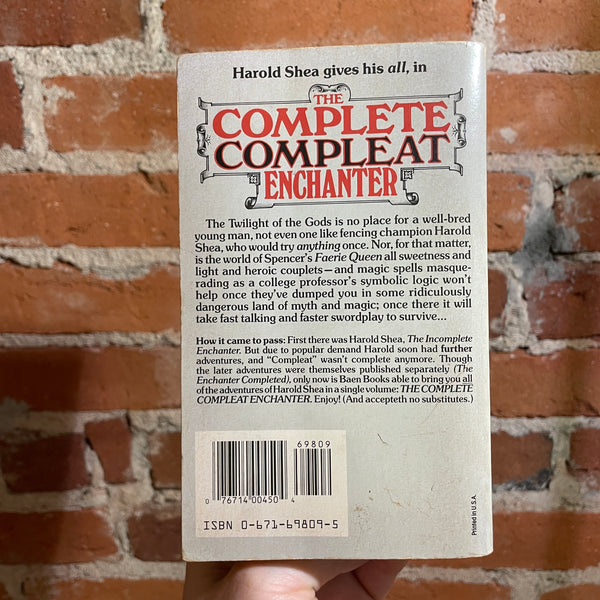 Harold Shea gives his all, in
THE
COMPLETE
COMPLEAT
ENCHANTER
The Twilight of the Gods is no place for a well-bred
young man, not even one like fencing champion Harold
Shea, who would try anything once. Nor, for that matter,
is the world of Spencer's Faerie Queen all sweetness and
light and heroic couplets—and magic spells masque-
rading as a college professor's symbolic logic won't
help once they've dumped you in some ridiculously
dangerous land of myth and magic; once there it will
take fast talking and faster swordplay to survive...
How it came to pass: First there was Harold Shea, The Incomplete
Enchanter. But due to popular demand Harold soon had further
adventures, and "Compleat" wasn't complete anymore. Though
the later adventures were themselves published separately (The
Enchanter Completed), only now is Baen Books able to bring you all
of the adventures of Harold Shea in a single volume: THE COMPLETE
COMPLEAT ENCHANTER. Enjoy! (And accepteth no substitutes.)
69809
0 76714 00450 4
ISBN 0-671-69809-5
Printed in U.S.A.